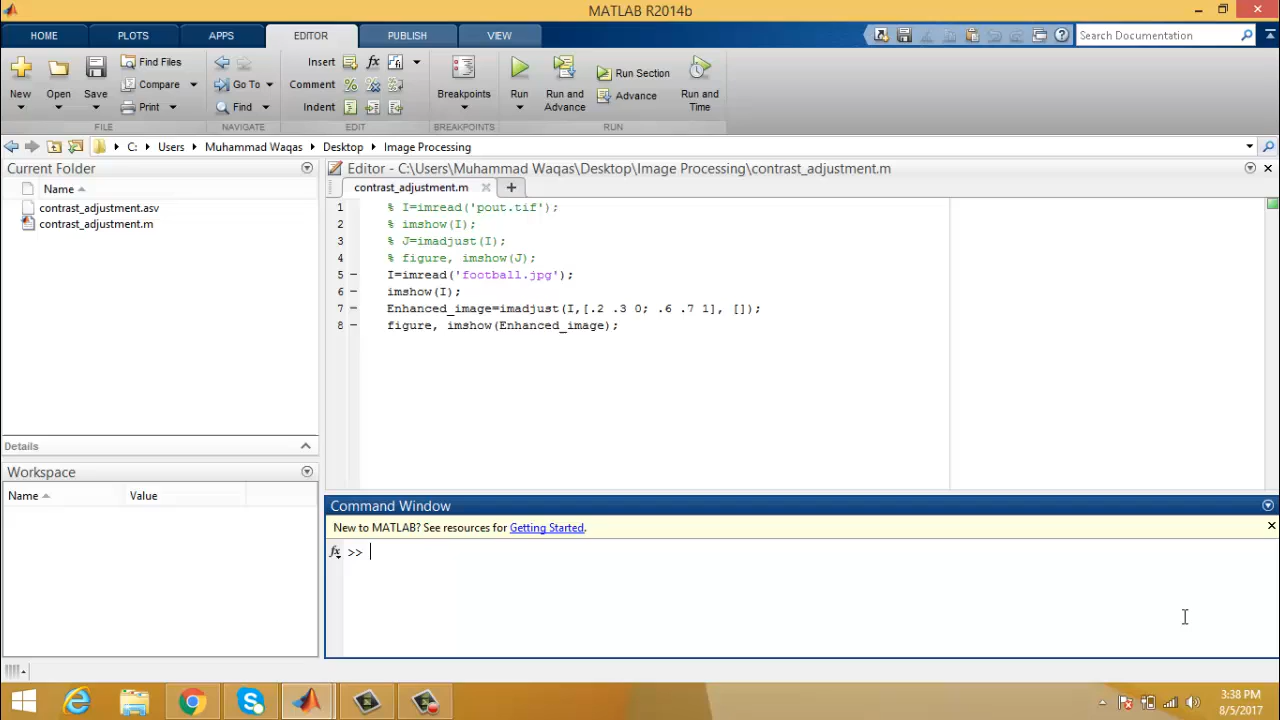 MATLAB R2014b
HOME PLOTS APPS EDITOR PUBLISH VIEW Search Documentation
New Open Save Find Files Compare Print FILE
Go To Find NAVIGATE
Insert fx Comment Indent EDIT
Breakpoints BREAKPOINTS
Run Run and Advance Run Section Advance Run and Time RUN
C: Users Muhammad Waqas Desktop Image Processing
Current Folder
Name
contrast_adjustment.asv
contrast_adjustment.m
Details
Workspace
Name Value
Editor - C:\Users\Muhammad Waqas\Desktop\Image Processing\contrast_adjustment.m
contrast_adjustment.m
1 % I=imread('pout.tif');
2 % imshow(I);
3 % J=imadjust(I);
4 % figure, imshow(J);
5 – I=imread('football.jpg');
6 – imshow(I);
7 – Enhanced_image=imadjust(I,[.2 .3 0; .6 .7 1], []);
8 – figure, imshow(Enhanced_image);
Command Window
New to MATLAB? See resources for Getting Started.
fx >>
3:38 PM
8/5/2017